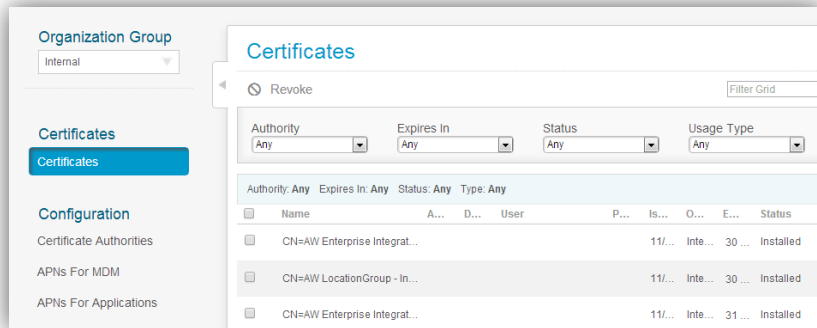 Organization Group
Internal
Certificates
Certificates
Configuration
Certificate Authorities
APNs For MDM
APNs For Applications
Certificates
Revoke
Filter Grid
Authority Expires In Status Usage Type
Any Any Any Any
Authority: Any Expires In: Any Status: Any Type: Any
Name A... D... User P... Is... O... E... Status
CN=AW Enterprise Integrat... 11/... Inte... 30 ... Installed
CN=AW LocationGroup - In... 11/... Inte... 30 ... Installed
CN=AW Enterprise Integrat... 11/... Inte... 31 ... Installed